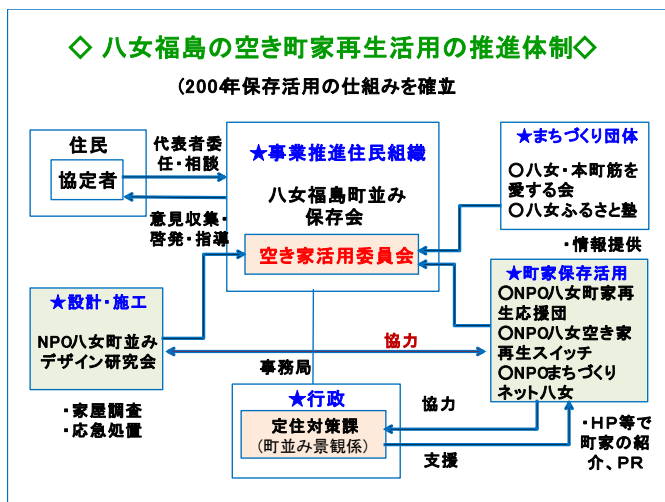 ◇ 八女福島の空き町家再生活用の推進体制◇
(2004年保存活用の仕組みを確立
住民
協定者
代表者委
任・相談
意見収集・
啓発・指導
★事業推進住民組織
八女福島町並み
保存会
空き家活用委員会
★まちづくり団体
○八女・本町筋を
愛する会
○八女ふるさと塾
・情報提供
★設計・施工
NPO八女町並み
デザイン研究会
・家屋調査
・応急処置
協力
事務局
★町家保存活用
○NPO八女町家再
生応援団
○NPO八女空き家
再生スイッチ
○NPOまちづくり
ネット八女
★行政
定住対策課
(町並み景観係)
協力
支援
・HP等で
町家の紹
介、PR